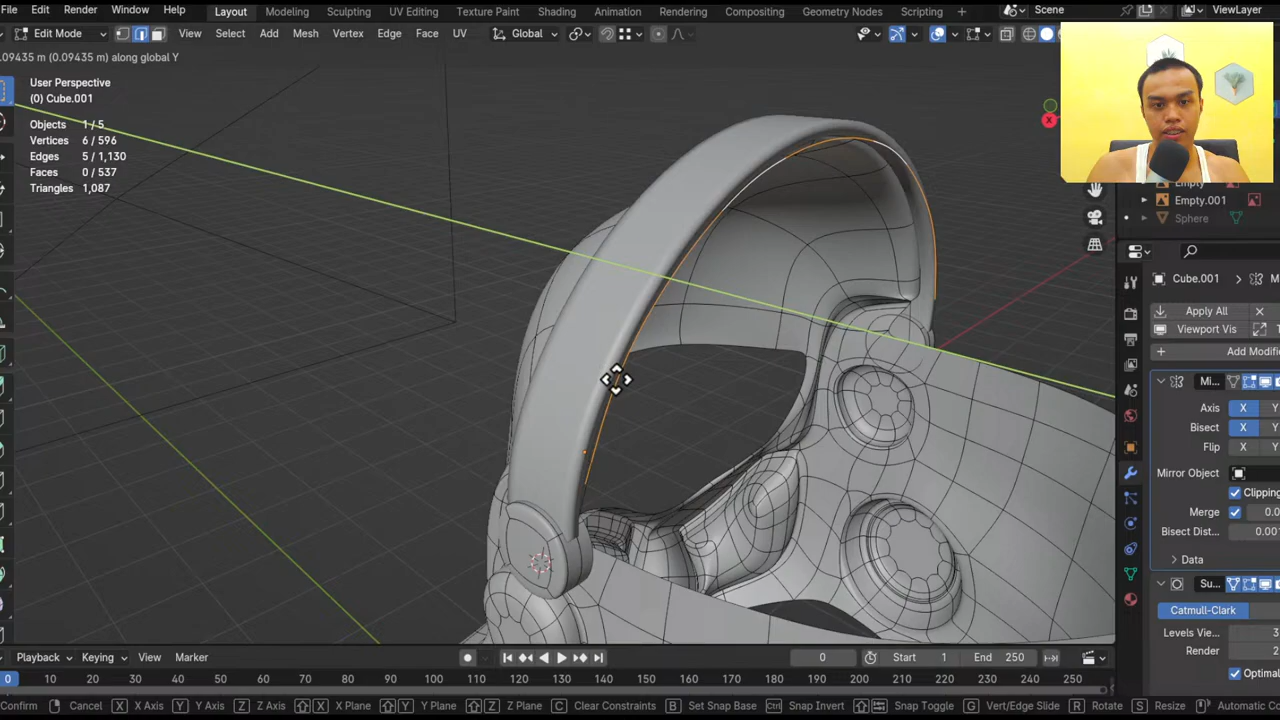 File Edit Render Window Help Layout Modeling Sculpting UV Editing Texture Paint Shading Animation Rendering Compositing Geometry Nodes Scripting Scene ViewLayer
Edit Mode View Select Add Mesh Vertex Edge Face UV Global
.09435 m (0.09435 m) along global Y
User Perspective
(0) Cube.001
Objects 1/5
Vertices 6 / 596
Edges 5 / 1,130
Faces 0 / 537
Triangles 1,087
X
Empty
Empty.001
Sphere
Cube.001 M
Apply All
Viewport Vis
Add Modifi
Mi...
Axis X Y
Bisect X Y
Flip X Y
Mirror Object
Clipping
Merge 0.0
Bisect Dist... 0.001
Data
Su...
Catmull-Clark
Levels Vie... 3
Render 2
Optimal
Playback Keying View Marker 0 Start 1 End 250
0 10 20 30 40 50 60 70 80 90 100 110 120 130 140 150 160 170 180 190 200 210 220 230 240 250
Confirm Cancel X X Axis Y Y Axis Z Z Axis X X Plane Y Y Plane Z Z Plane C Clear Constraints B Set Snap Base Ctrl Snap Invert Snap Toggle G Vert/Edge Slide R Rotate S Resize Automatic Co